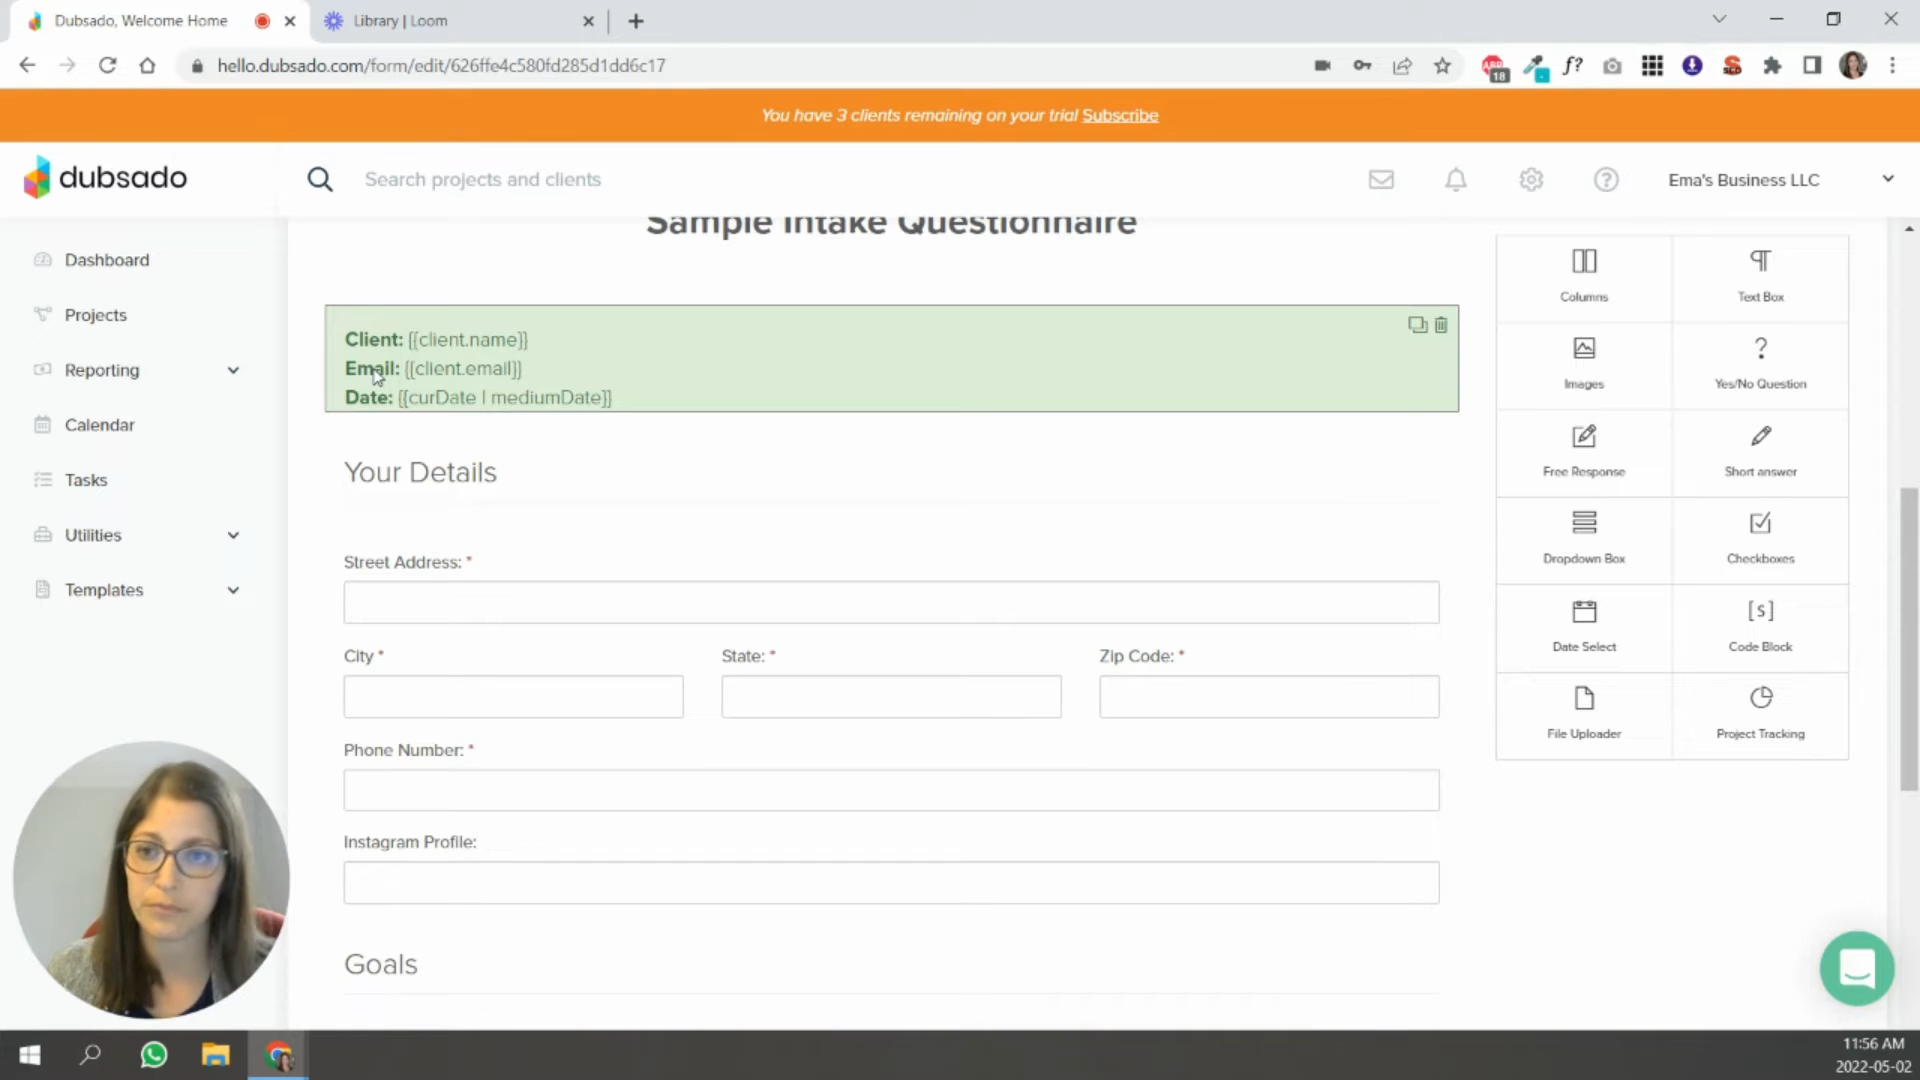 Dubsado, Welcome Home
Library | Loom
hello.dubsado.com/form/edit/626ffe4c580fd285d1dd6c17
18
f?
You have 3 clients remaining on your trial Subscribe
dubsado
Search projects and clients
Ema's Business LLC
Sample Intake Questionnaire
Dashboard
Projects
Reporting
Calendar
Tasks
Utilities
Templates
Client: {{client.name}}
Email: {{client.email}}
Date: {{curDate | mediumDate}}
Your Details
Street Address: *
City *
State: *
Zip Code: *
Phone Number: *
Instagram Profile:
Goals
Columns
Text Box
Images
Yes/No Question
Free Response
Short answer
Dropdown Box
Checkboxes
Date Select
[s]
Code Block
File Uploader
Project Tracking
11:56 AM
2022-05-02